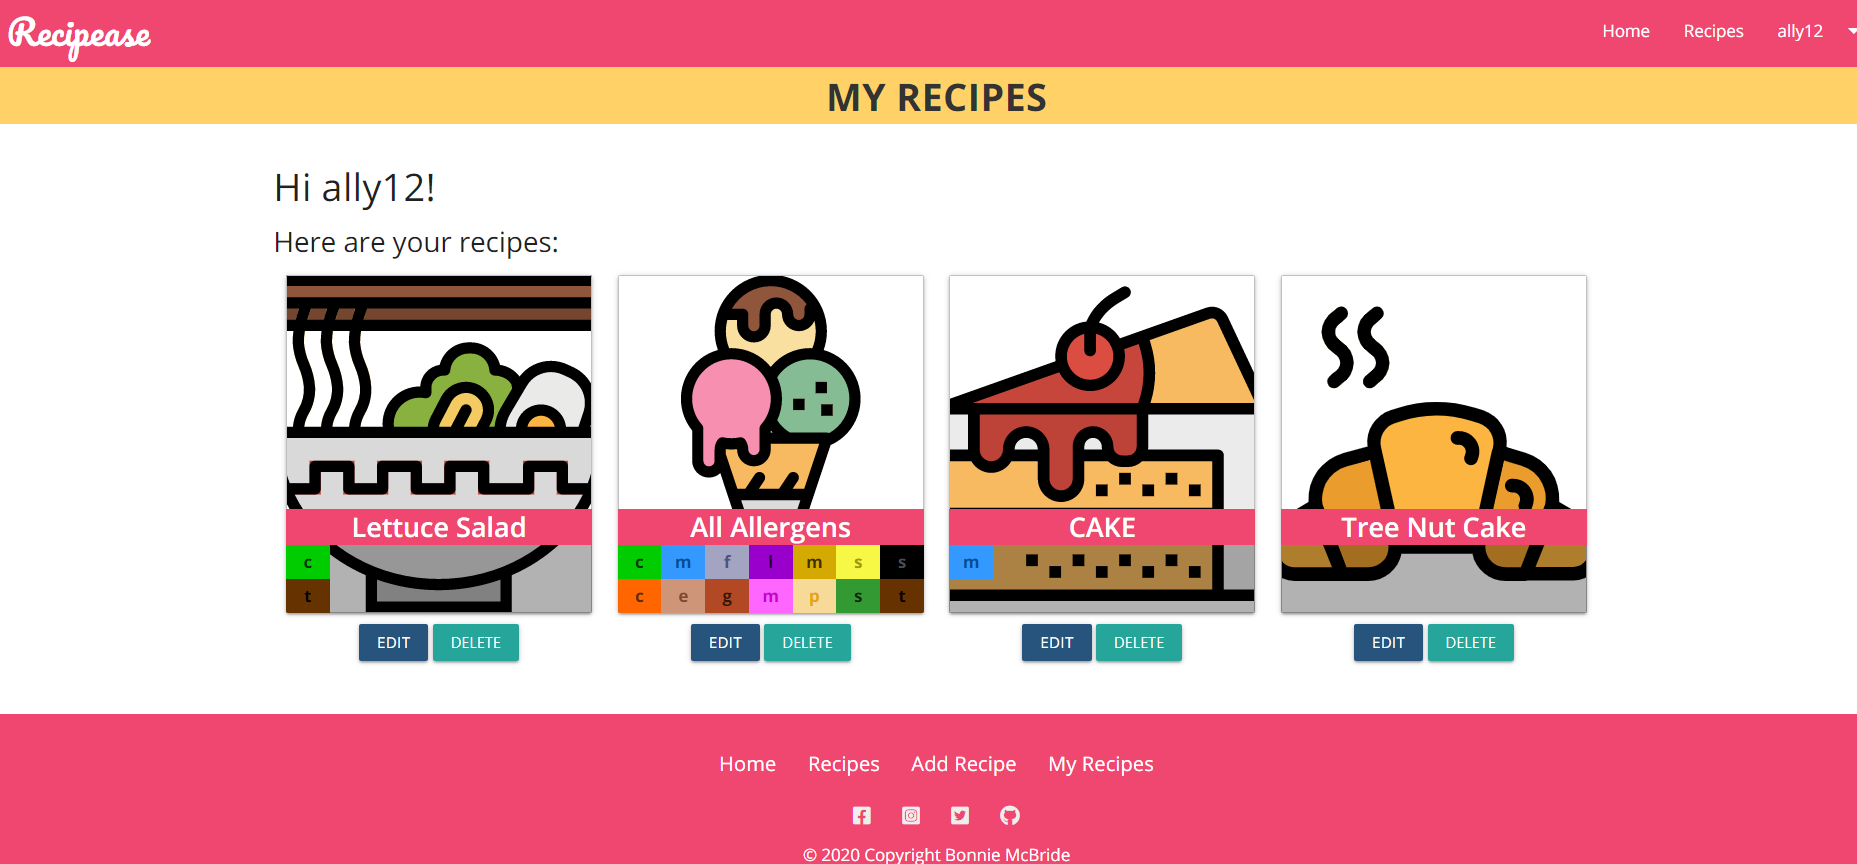 Recipease
Home Recipes ally12
MY RECIPES
Hi ally12!
Here are your recipes:
Lettuce Salad
c
t
EDIT DELETE
All Allergens
c m f l m s s
c e g m p s t
EDIT DELETE
CAKE
m
EDIT DELETE
Tree Nut Cake
EDIT DELETE
Home Recipes Add Recipe My Recipes
© 2020 Copyright Bonnie McBride